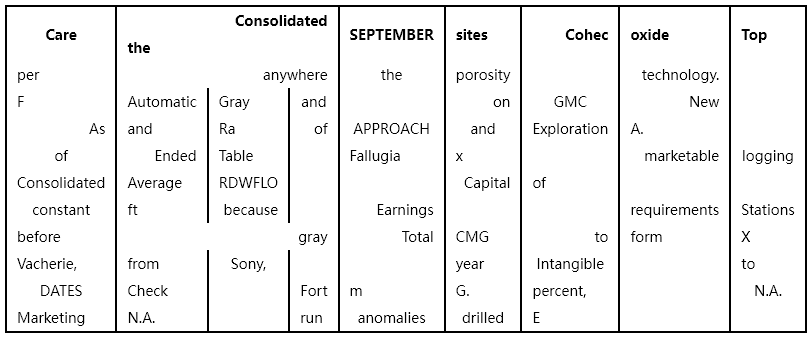 Care Consolidated the SEPTEMBER sites Cohec oxide Top
per anywhere the porosity technology.
F Automatic Gray and on GMC New
As and Ra of APPROACH and Exploration A.
of Ended Table Fallugia x marketable logging
Consolidated Average RDWFLO Capital of
constant ft because Earnings requirements Stations
before gray Total CMG to form X
Vacherie, from Sony, year Intangible to
DATES Check Fort m G. percent, N.A.
Marketing N.A. run anomalies drilled E